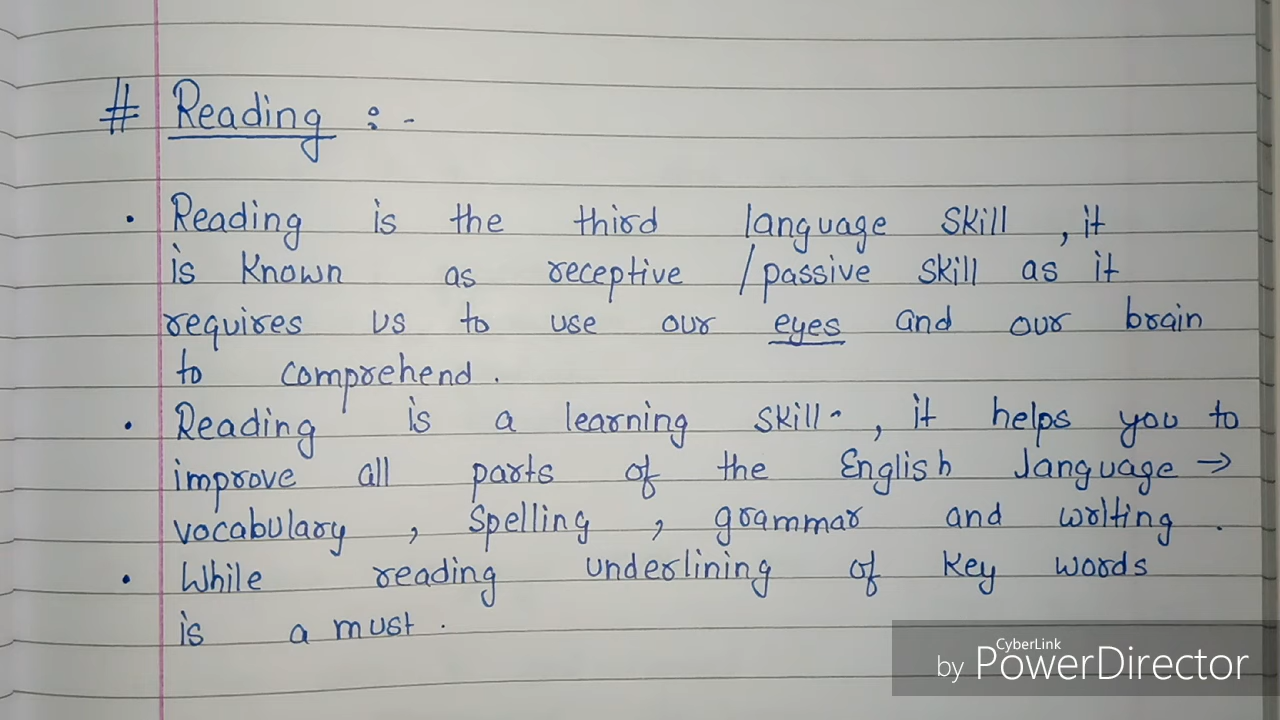 # Reading :-
. Reading is the third language skill , it
is known as receptive / passive skill as it
requires us to use our eyes and our brain
to comprehend .
. Reading is a learning skill- , it helps you to
improve all parts of the English language →
vocabulary , spelling , grammar and writing .
. While reading underlining of key words
is a must .
CyberLink
by PowerDirector